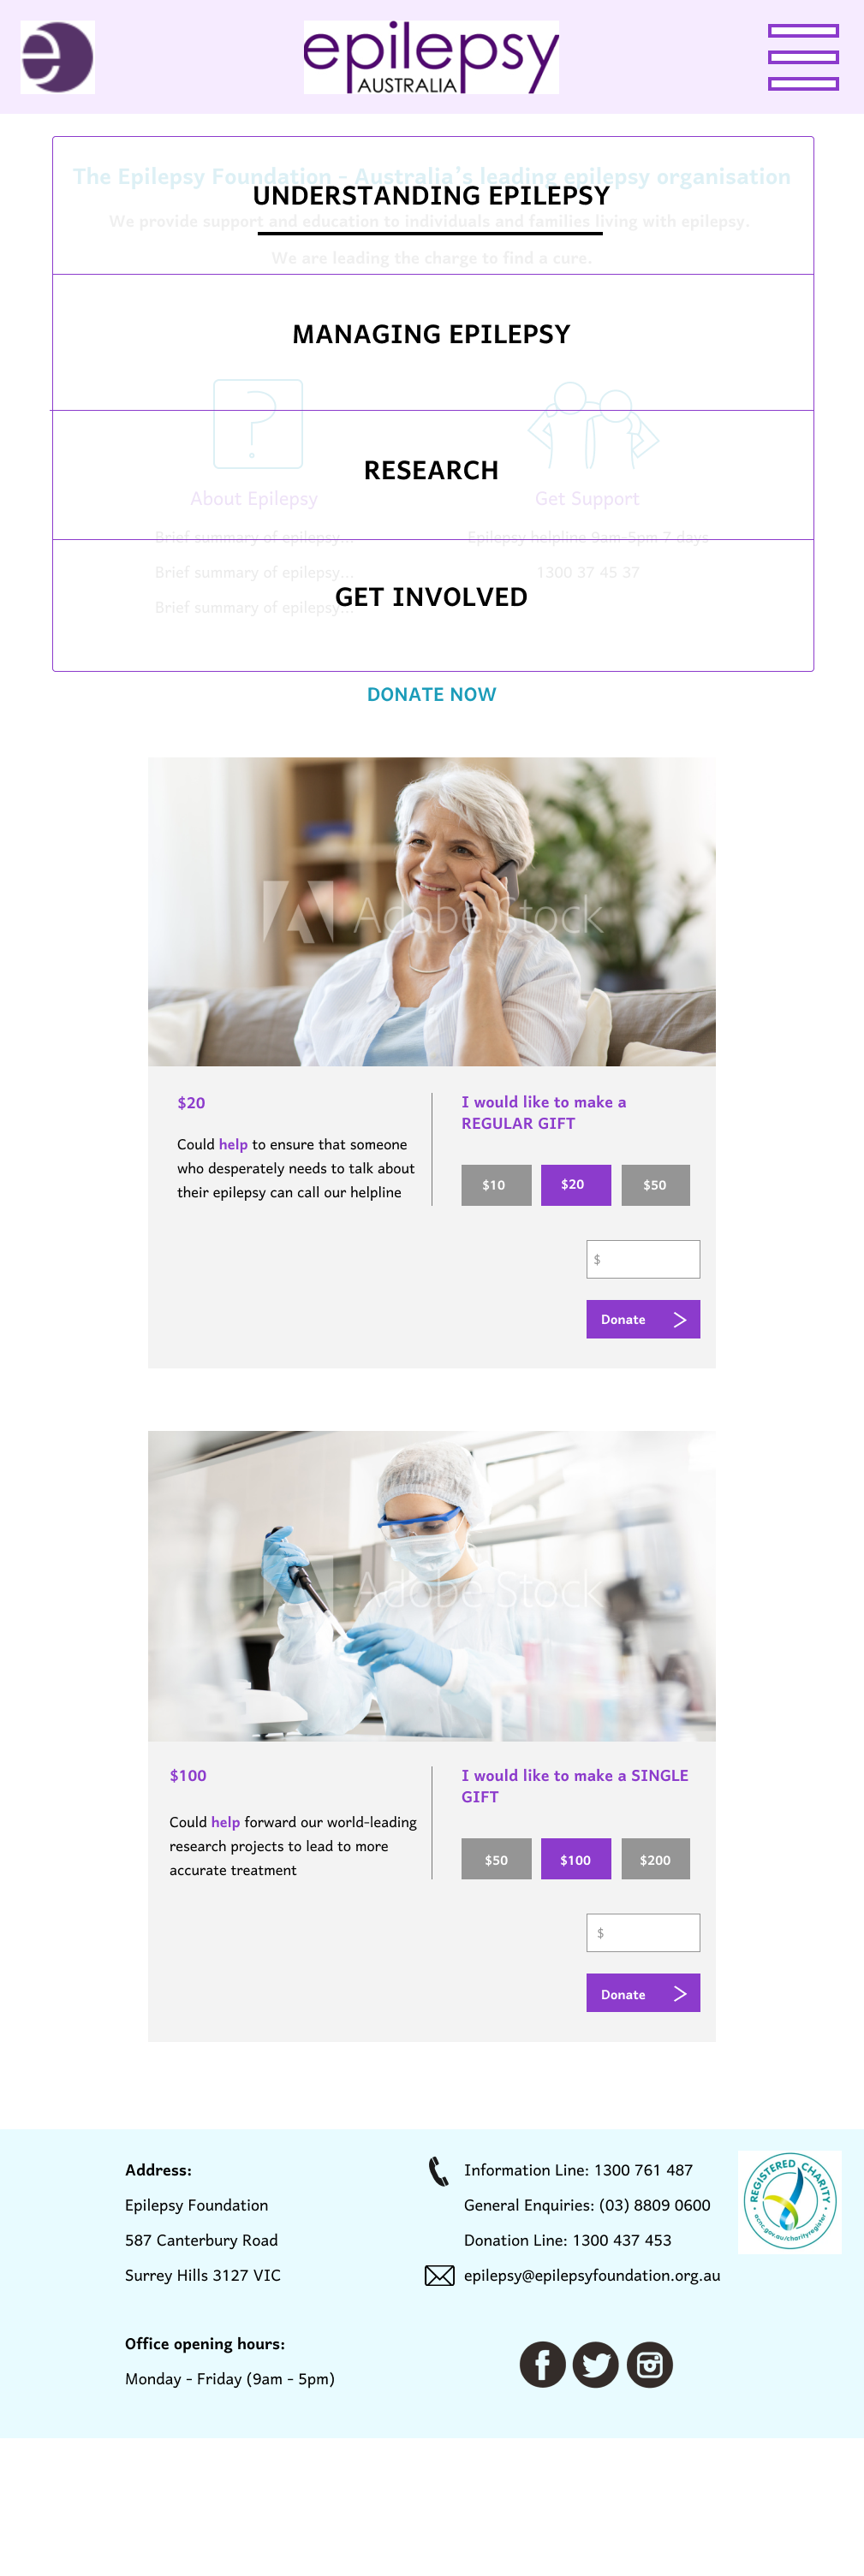 e
epilepsy
AUSTRALIA
The Epilepsy Foundation - Australia's leading epilepsy organisation
UNDERSTANDING EPILEPSY
We provide support and education to individuals and families living with epilepsy.
We are leading the charge to find a cure.
MANAGING EPILEPSY
RESEARCH
About Epilepsy
Get Support
Brief summary of epilepsy...
Epilepsy helpline 9am-5pm 7 days
Brief summary of epilepsy...
1300 37 45 37
Brief summary of epilepsy...
GET INVOLVED
DONATE NOW
Adobe Stock
$20
Could help to ensure that someone
who desperately needs to talk about
their epilepsy can call our helpline
I would like to make a
REGULAR GIFT
$10 $20 $50
$
Donate
Adobe Stock
$100
Could help forward our world-leading
research projects to lead to more
accurate treatment
I would like to make a SINGLE
GIFT
$50 $100 $200
$
Donate
Address:
Epilepsy Foundation
587 Canterbury Road
Surrey Hills 3127 VIC
Office opening hours:
Monday - Friday (9am - 5pm)
Information Line: 1300 761 487
General Enquiries: (03) 8809 0600
Donation Line: 1300 437 453
epilepsy@epilepsyfoundation.org.au
REGISTERED CHARITY
acnc.gov.au/charityregister